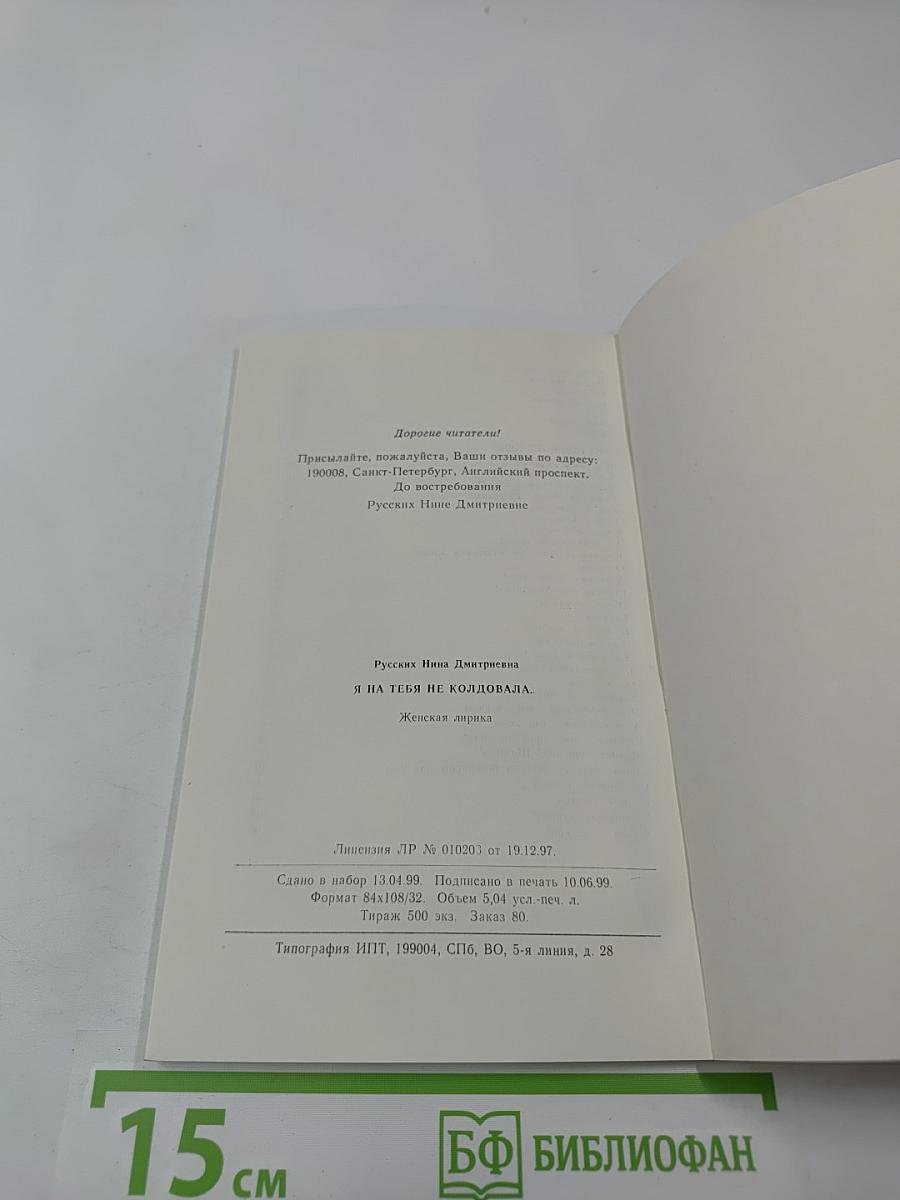 Дорогие читатели!
Присылайте, пожалуйста, Ваши отзывы по адресу:
190008, Санкт-Петербург, Английский проспект.
До востребования
Русских Нине Дмитриевне
Русских Нина Дмитриевна
Я НА ТЕБЯ НЕ КОЛДОВАЛА..
Женская лирика
Лицензия ЛР № 010203 от 19.12.97.
Сдано в набор 13.04.99. Подписано в печать 10.06.99.
Формат 84х108/32. Объем 5,04 усл.-печ. л.
Тираж 500 экз. Заказ 80.
Типография ИПТ, 199004, СПб, ВО, 5-я линия, д. 28
15 см
БФ БИБЛИОФАН